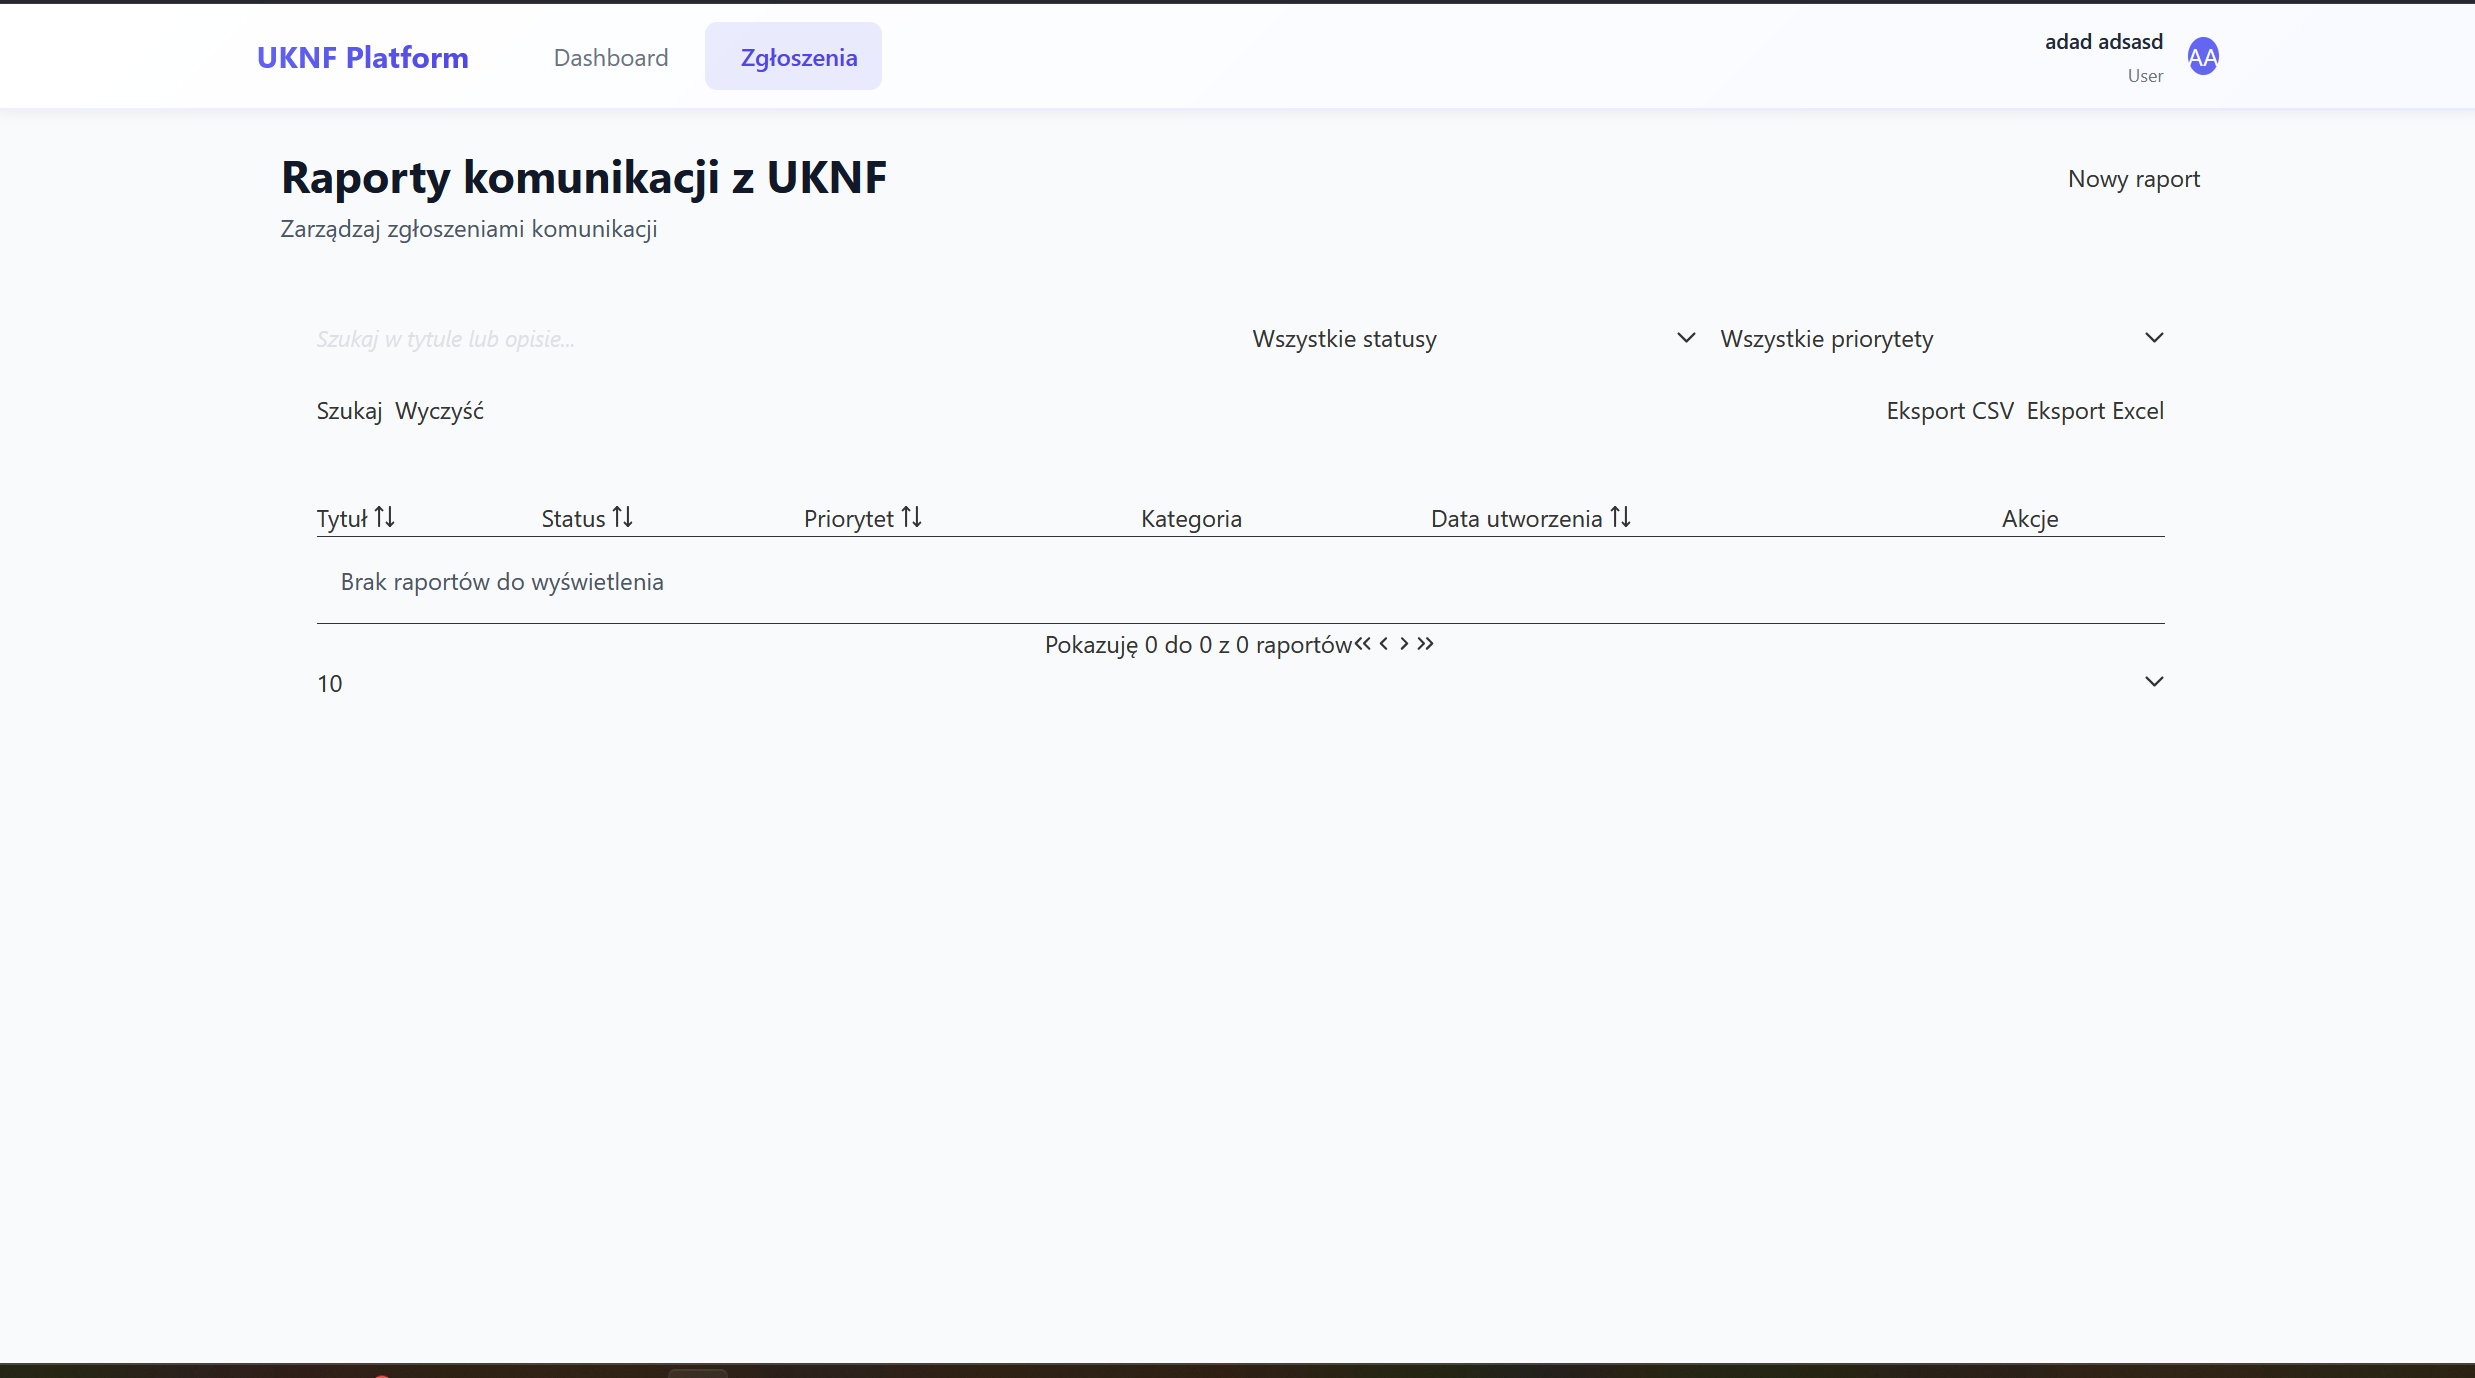 UKNF Platform Dashboard Zgłoszenia adad adsasd AA
User
Raporty komunikacji z UKNF Nowy raport
Zarządzaj zgłoszeniami komunikacji
Szukaj w tytule lub opisie... Wszystkie statusy Wszystkie priorytety
Szukaj Wyczyść Eksport CSV Eksport Excel
Tytuł Status Priorytet Kategoria Data utworzenia Akcje
Brak raportów do wyświetlenia
Pokazuję 0 do 0 z 0 raportów
10